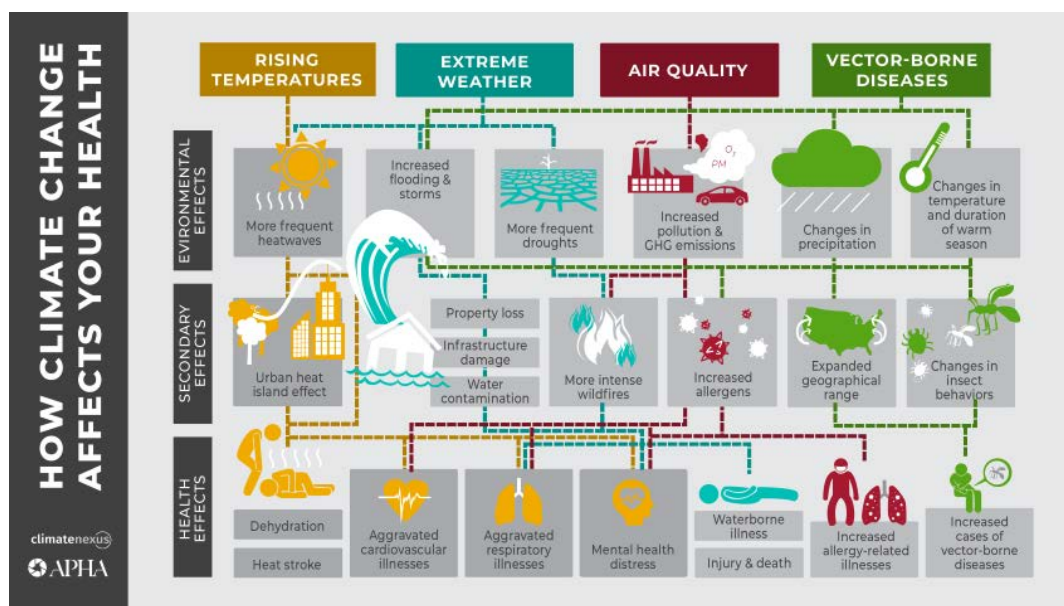 HOW CLIMATE CHANGE
AFFECTS YOUR HEALTH
climatenexus
APHA
RISING
TEMPERATURES
EXTREME
WEATHER
AIR QUALITY
VECTOR-BORNE
DISEASES
EVIRONMENTAL
EFFECTS
More frequent
heatwaves
Increased
flooding &
storms
More frequent
droughts
O₃
PM
Increased
pollution &
GHG emissions
Changes in
precipitation
Changes in
temperature
and duration
of warm
season
SECONDARY
EFFECTS
Urban heat
island effect
Property loss
Infrastructure
damage
Water
contamination
More intense
wildfires
Increased
allergens
Expanded
geographical
range
Changes in
insect
behaviors
HEALTH
EFFECTS
Dehydration
Heat stroke
Aggravated
cardiovascular
illnesses
Aggravated
respiratory
illnesses
Mental health
distress
Waterborne
illness
Injury & death
Increased
allergy-related
illnesses
Increased
cases of
vector-borne
diseases